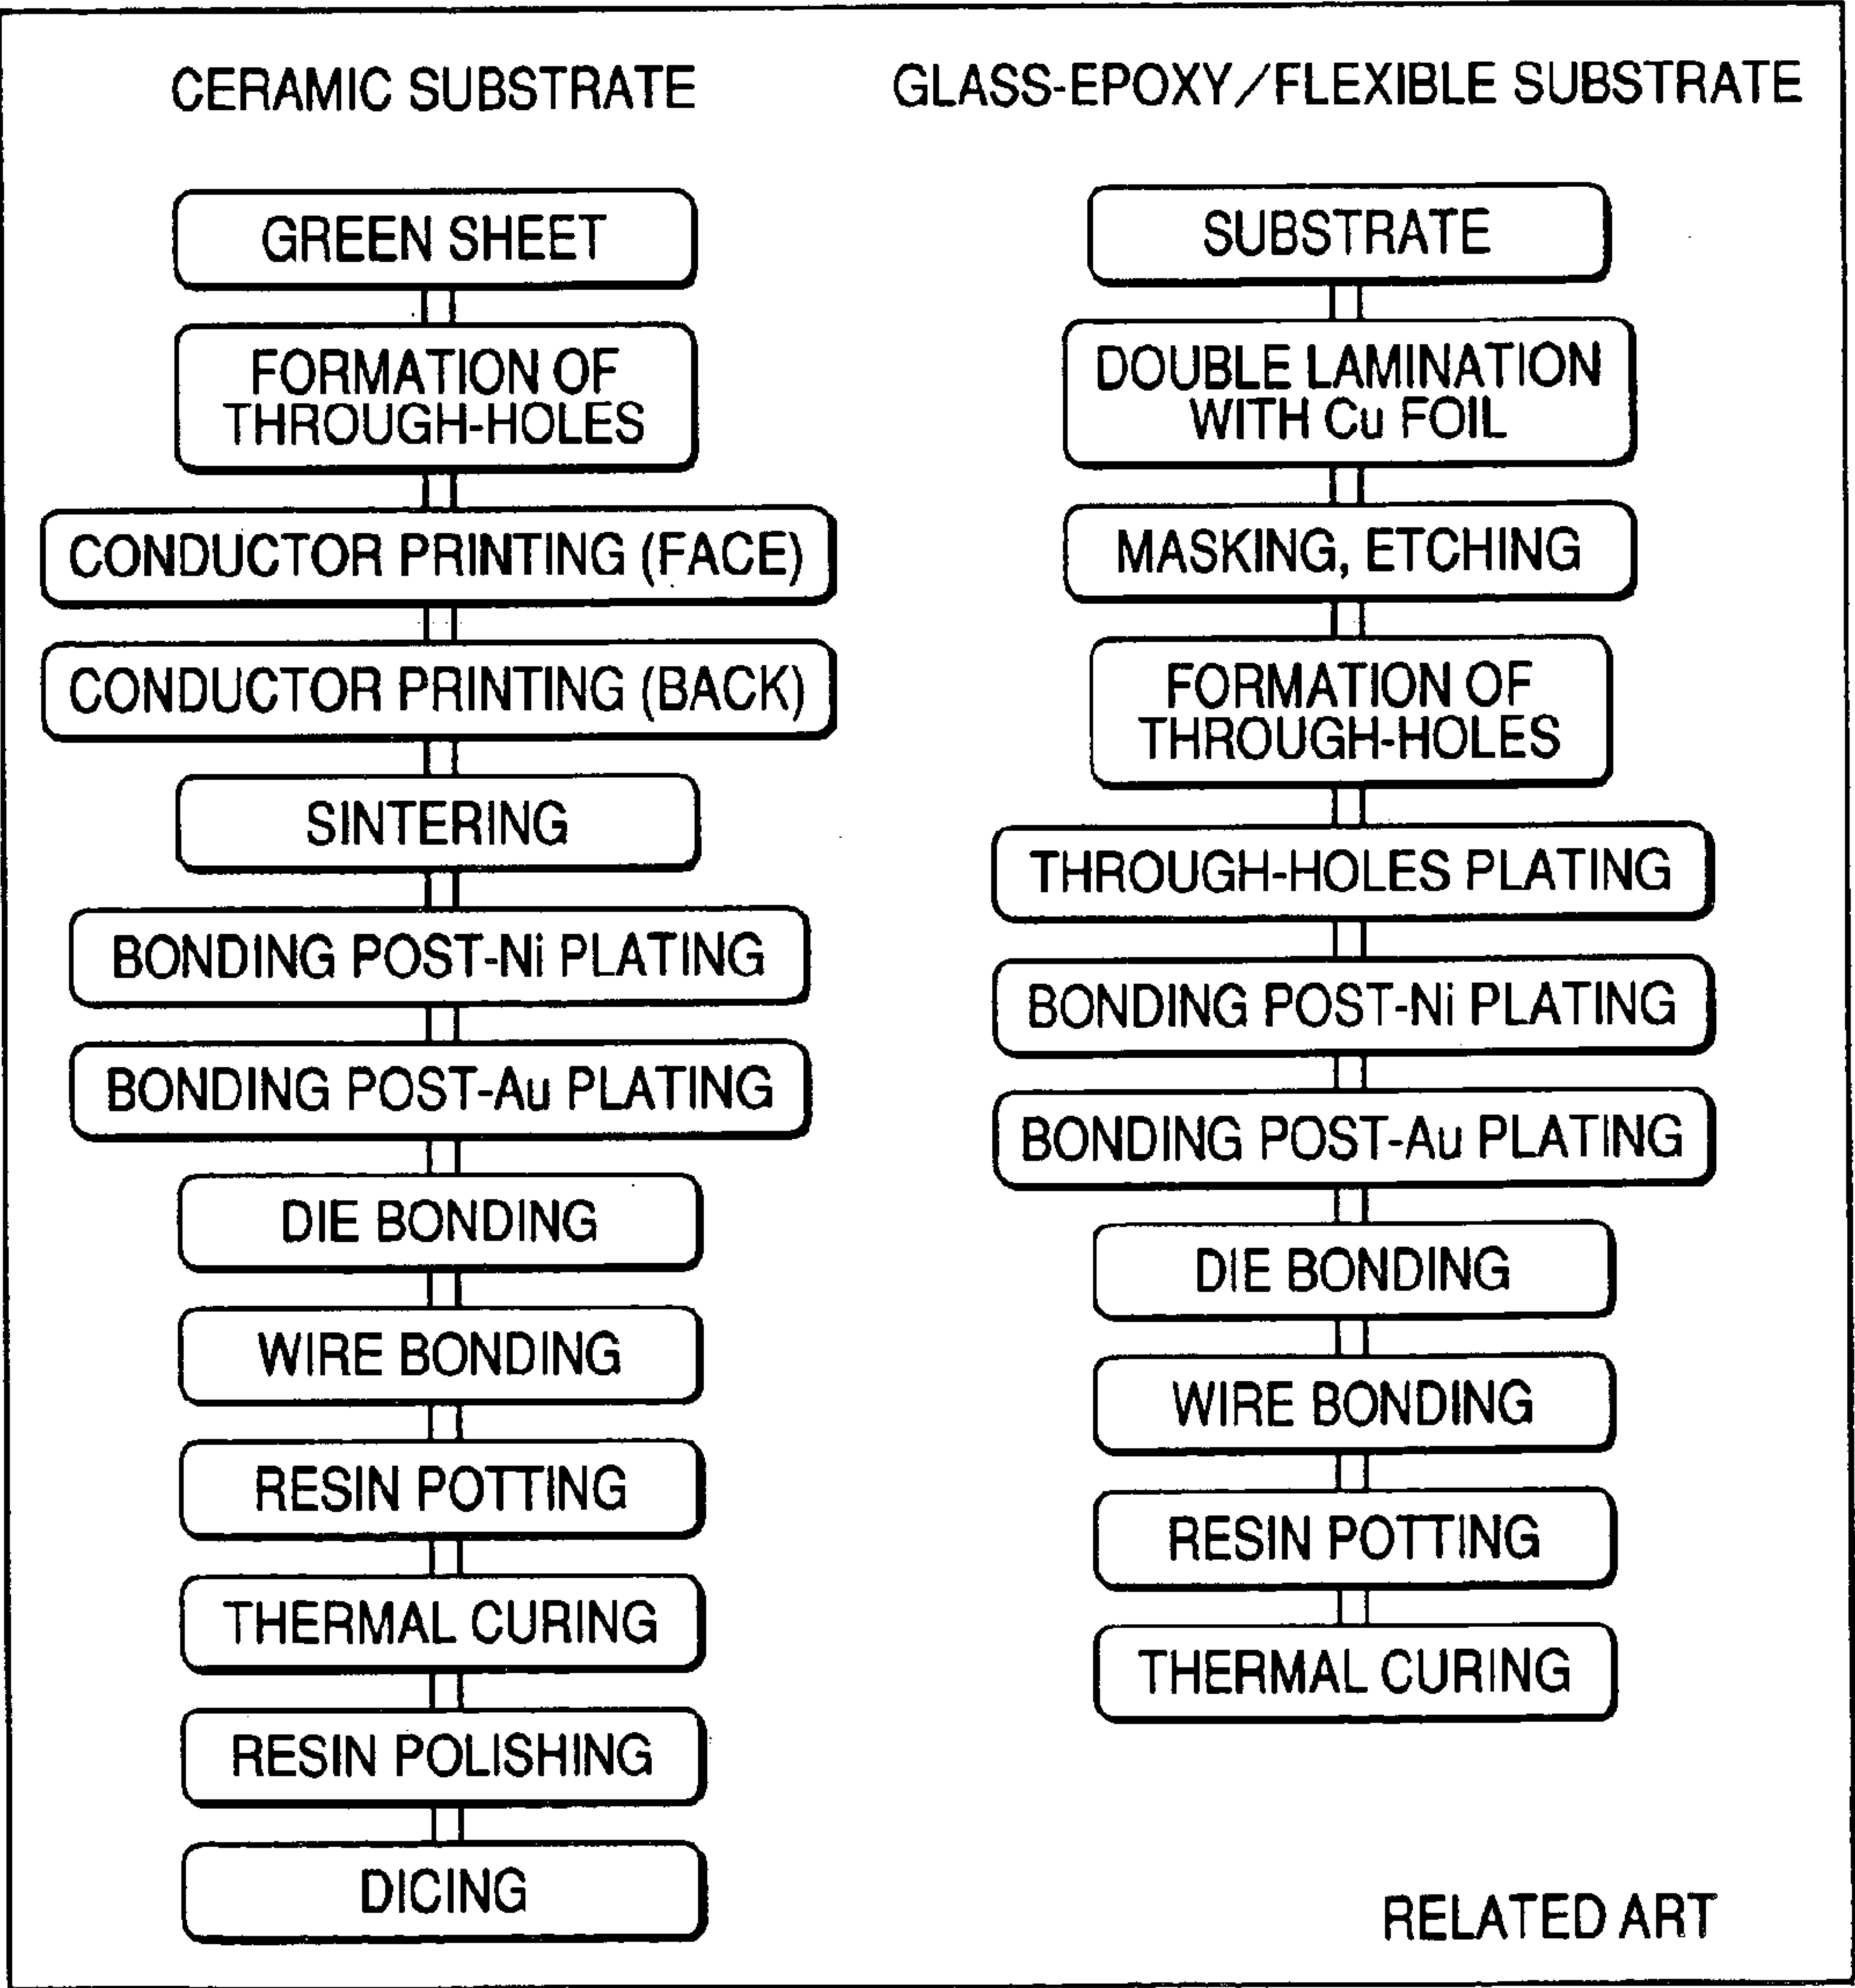 CERAMIC SUBSTRATE
GREEN SHEET
FORMATION OF
THROUGH-HOLES
CONDUCTOR PRINTING (FACE)
CONDUCTOR PRINTING (BACK)
SINTERING
BONDING POST-Ni PLATING
BONDING POST-Au PLATING
DIE BONDING
WIRE BONDING
RESIN POTTING
THERMAL CURING
RESIN POLISHING
DICING
GLASS-EPOXY/FLEXIBLE SUBSTRATE
SUBSTRATE
DOUBLE LAMINATION
WITH Cu FOIL
MASKING, ETCHING
FORMATION OF
THROUGH-HOLES
THROUGH-HOLES PLATING
BONDING POST-Ni PLATING
BONDING POST-Au PLATING
DIE BONDING
WIRE BONDING
RESIN POTTING
THERMAL CURING
RELATED ART